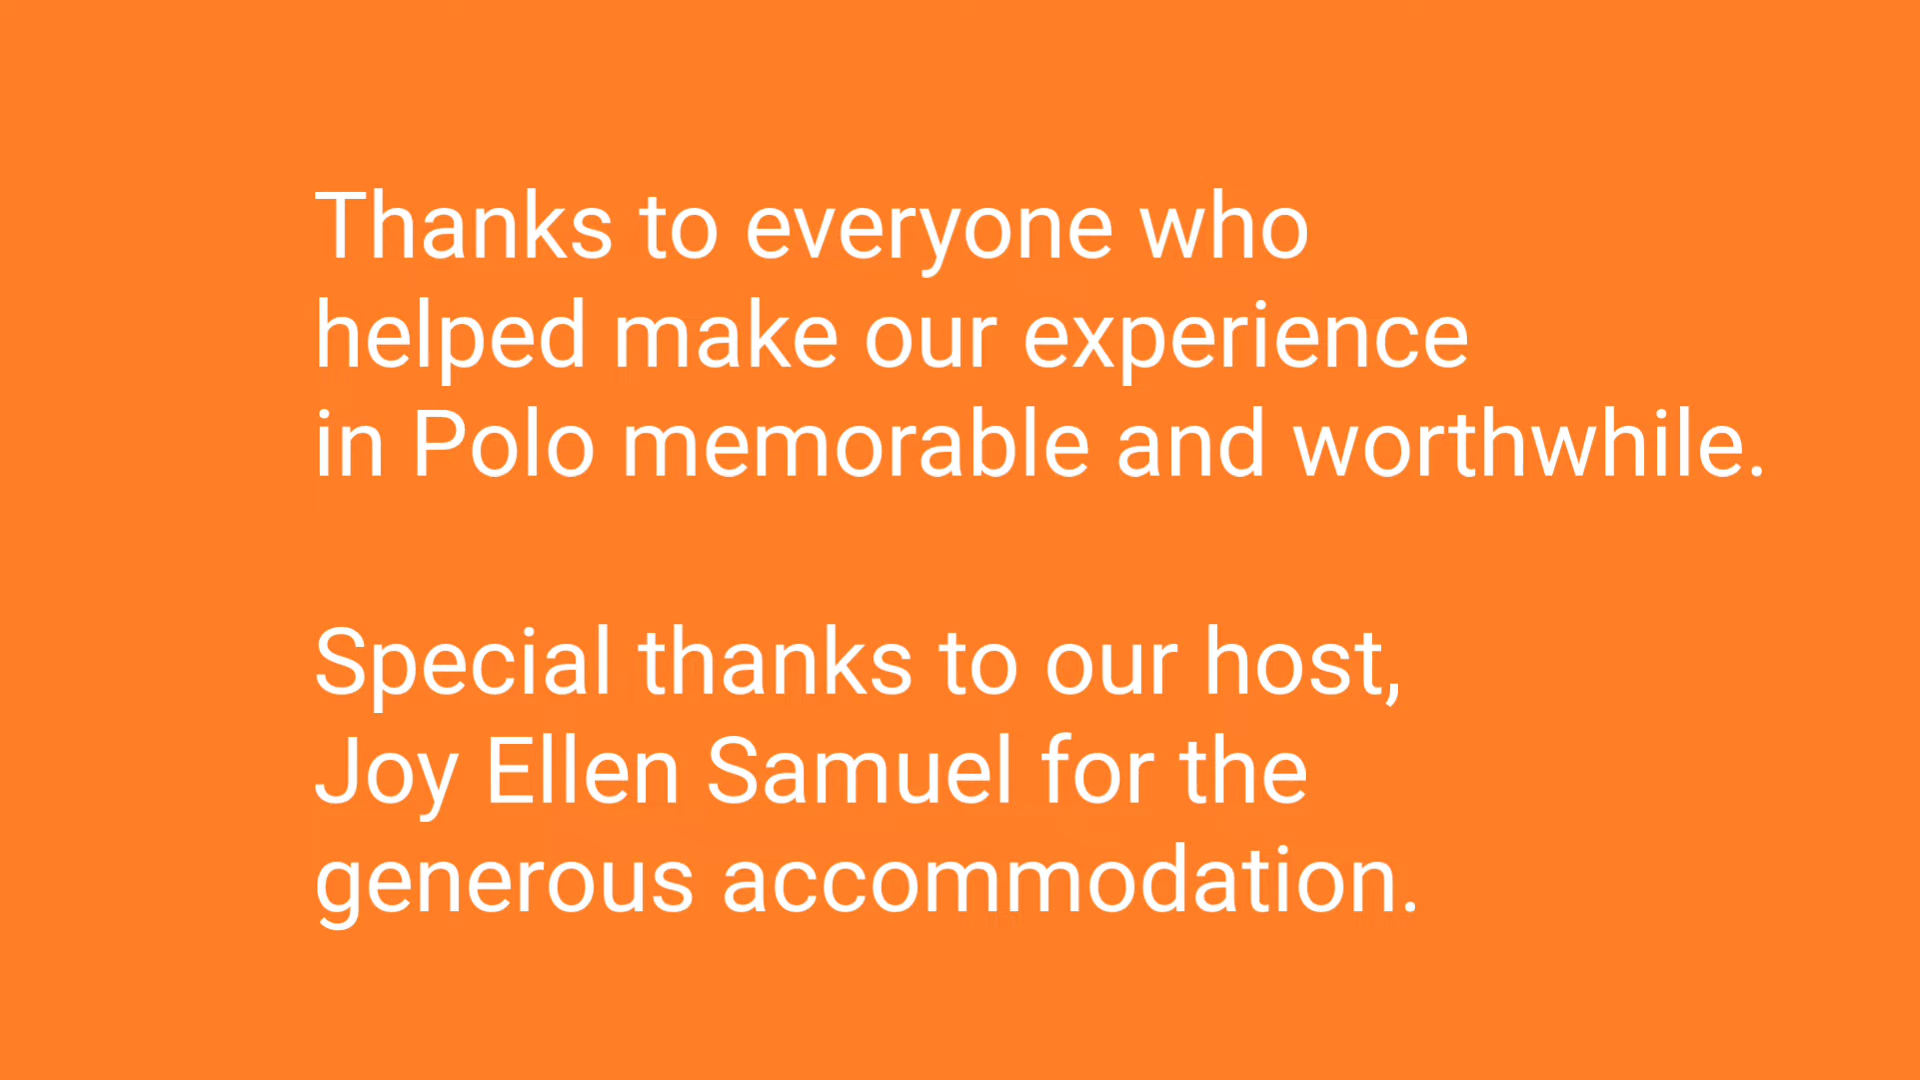 Thanks to everyone who
helped make our experience
in Polo memorable and worthwhile.
Special thanks to our host,
Joy Ellen Samuel for the
generous accommodation.